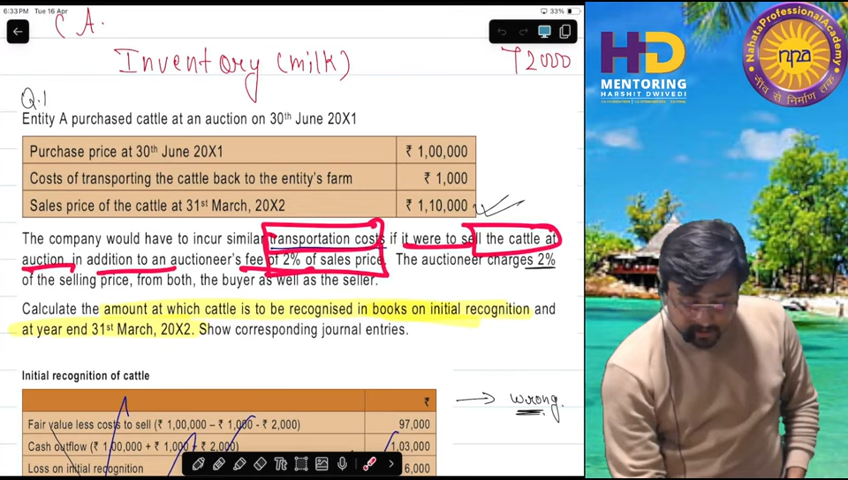 6:33 PM Tue 16 Apr
33%
CA.
Inventory (milk)
₹2000
Q.1
Entity A purchased cattle at an auction on 30th June 20X1
Purchase price at 30th June 20X1 ₹ 1,00,000
Costs of transporting the cattle back to the entity's farm ₹ 1,000
Sales price of the cattle at 31st March, 20X2 ₹ 1,10,000
The company would have to incur similar transportation costs if it were to sell the cattle at
auction, in addition to an auctioneer's fee of 2% of sales price. The auctioneer charges 2%
of the selling price, from both, the buyer as well as the seller.
Calculate the amount at which cattle is to be recognised in books on initial recognition and
at year end 31st March, 20X2. Show corresponding journal entries.
Initial recognition of cattle
₹
Fair value less costs to sell (₹ 1,00,000 – ₹ 1,000 - ₹ 2,000) 97,000
Cash outflow (₹ 1,00,000 + ₹ 1,000 + ₹ 2,000) 1,03,000
Loss on initial recognition 6,000
→ wrong.
HD
MENTORING
HARSHIT DWIVEDI
Nahata Professional Academy
npa
नींव से निर्माण तक